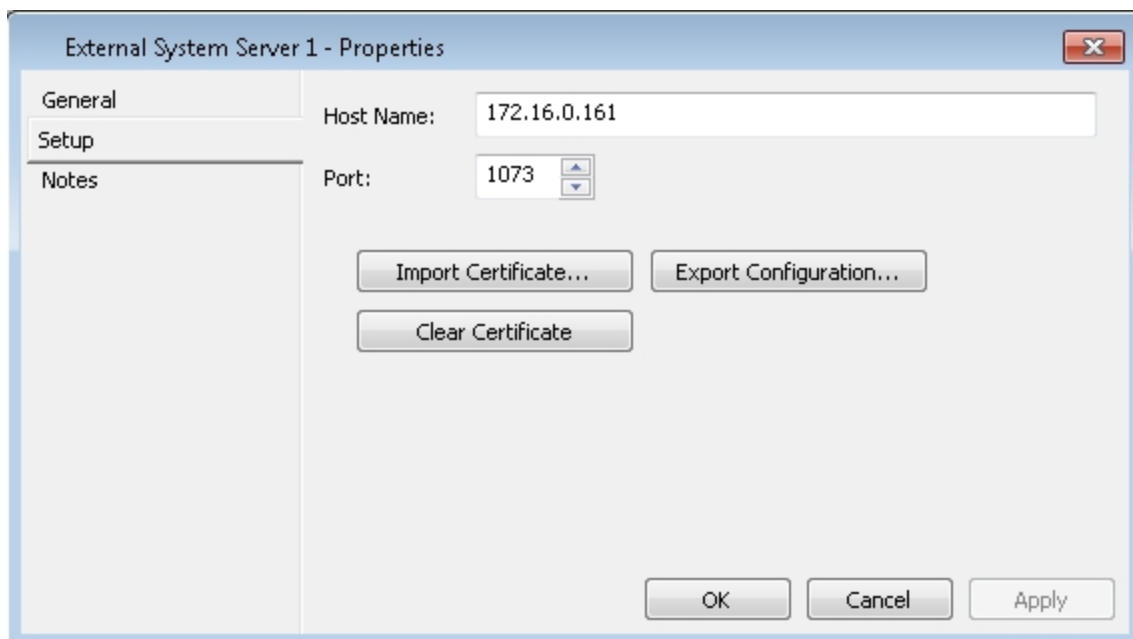 External System Server 1 - Properties
General
Setup
Notes
Host Name: 172.16.0.161
Port: 1073
Import Certificate... Export Configuration...
Clear Certificate
OK Cancel Apply